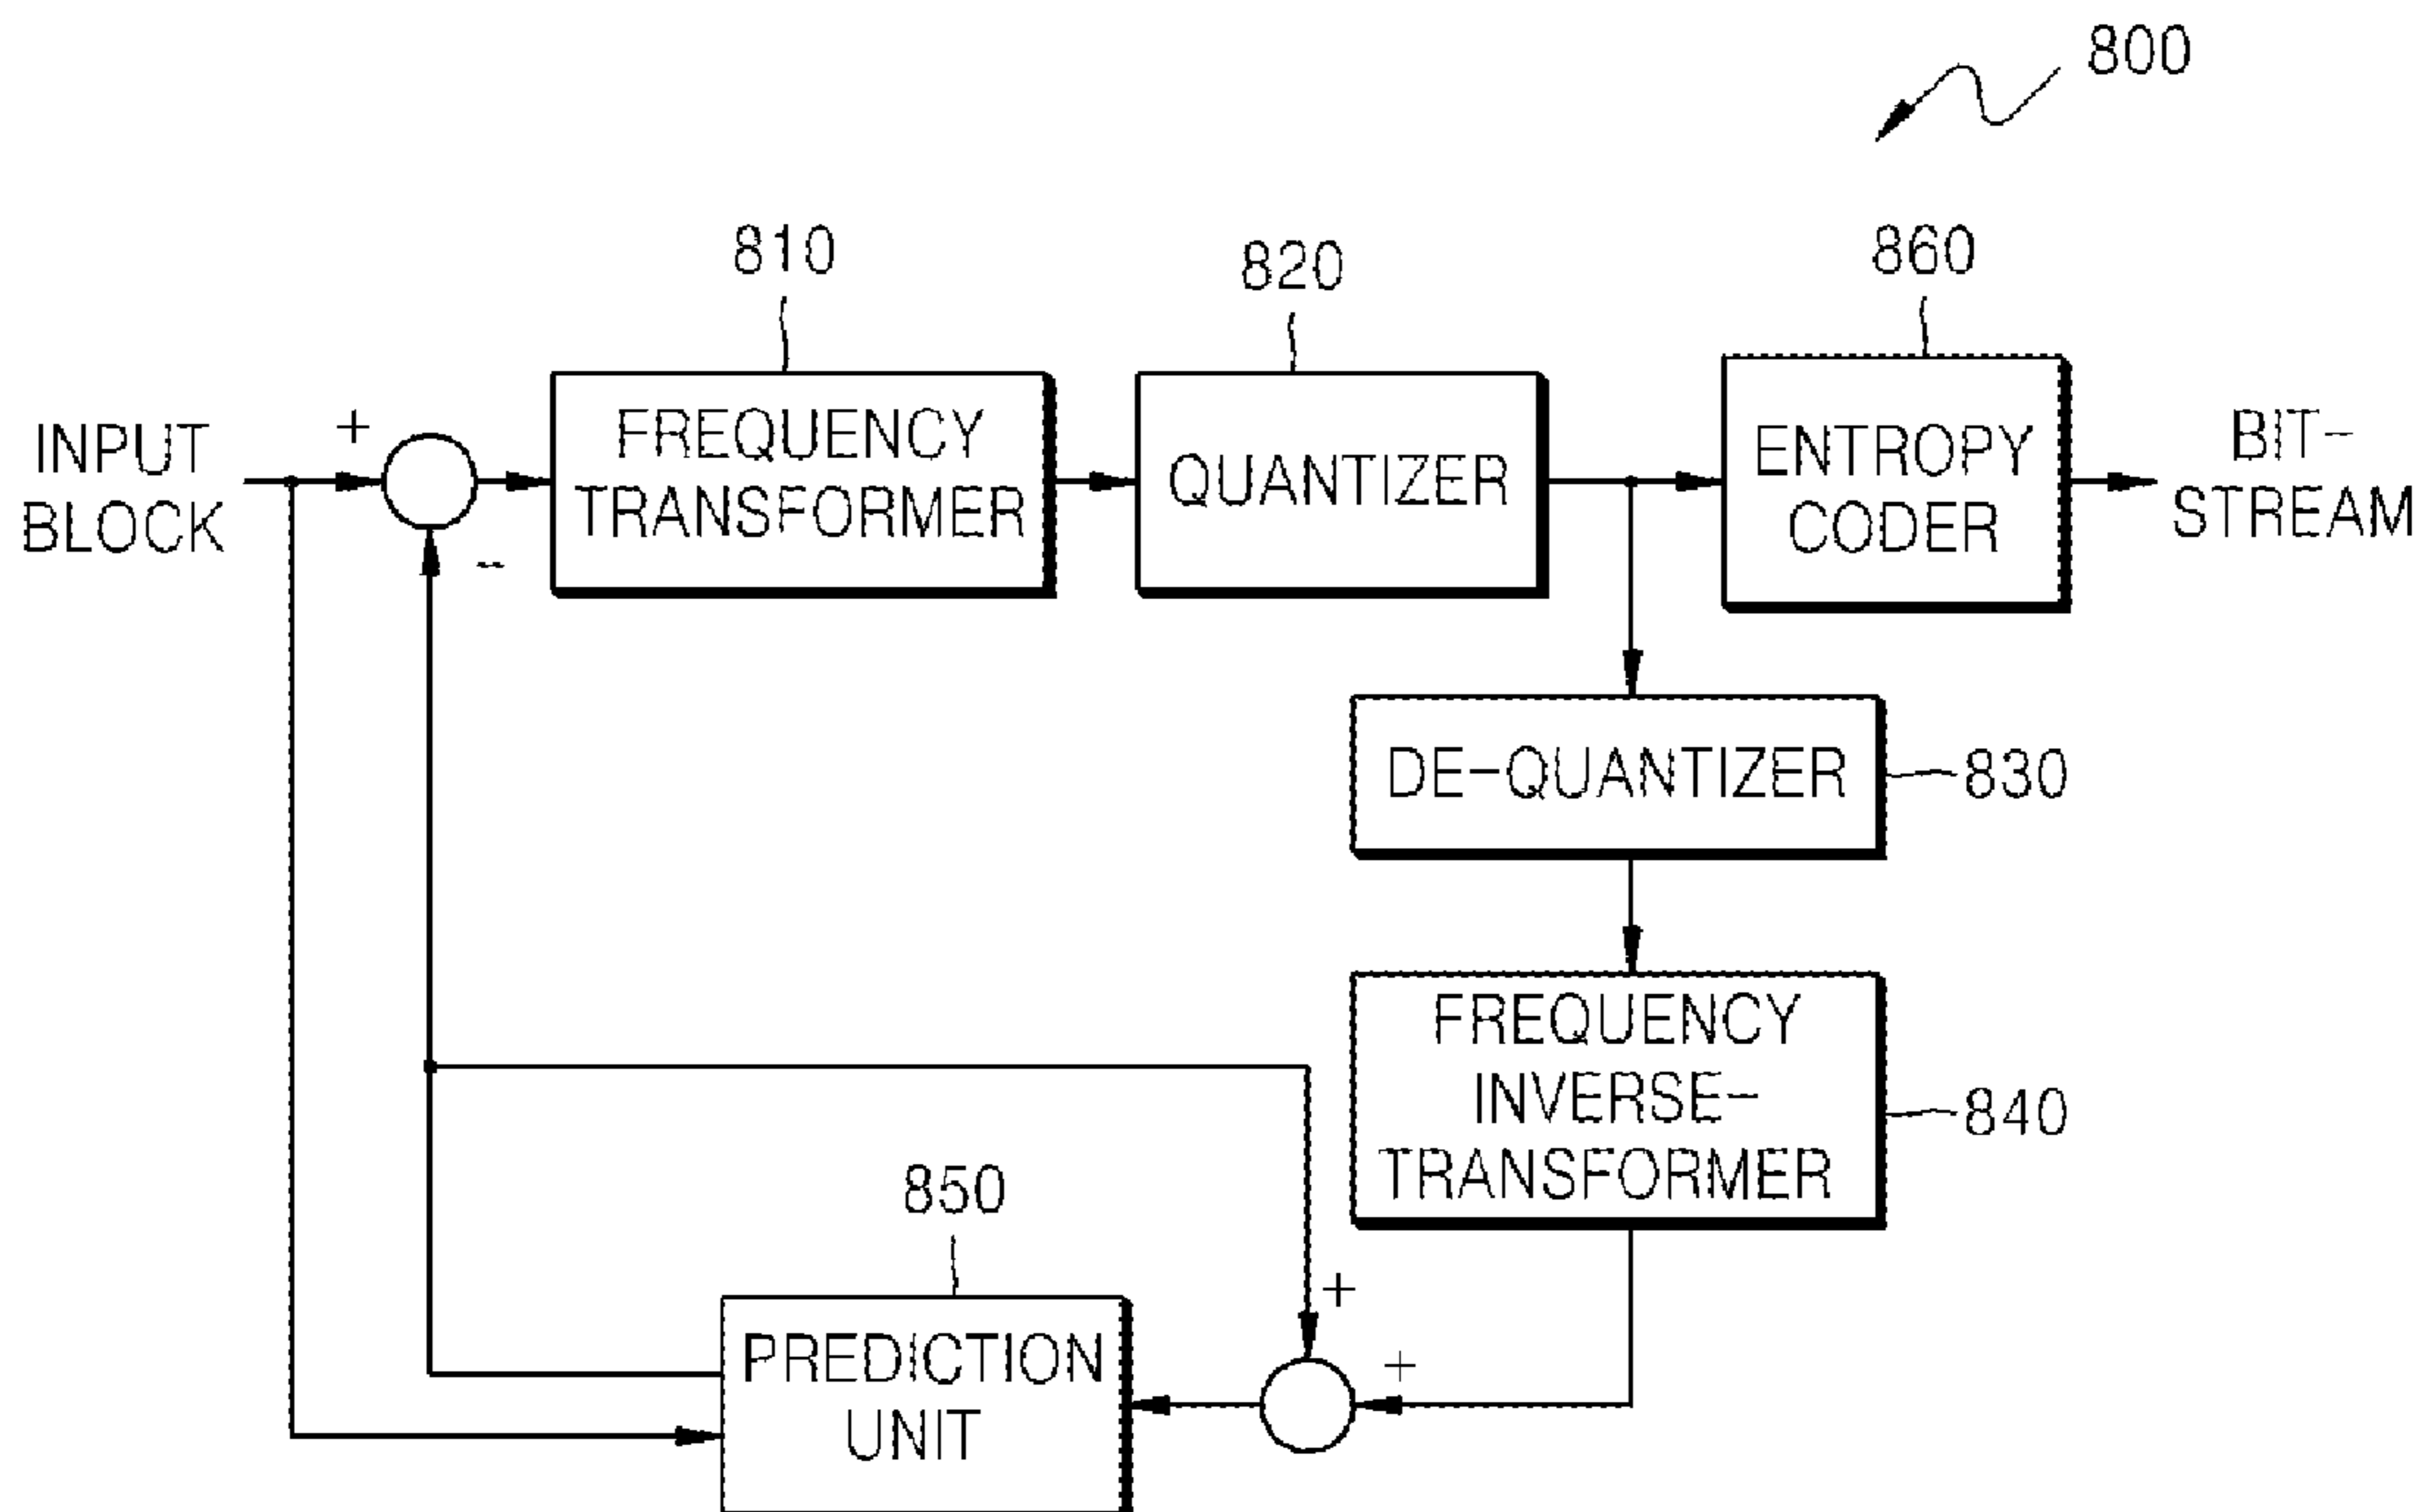 800
810
820
860
INPUT
BLOCK
+
-
FREQUENCY
TRANSFORMER
QUANTIZER
ENTROPY
CODER
BIT-
STREAM
DE-QUANTIZER
830
FREQUENCY
INVERSE-
TRANSFORMER
840
850
+
+
PREDICTION
UNIT